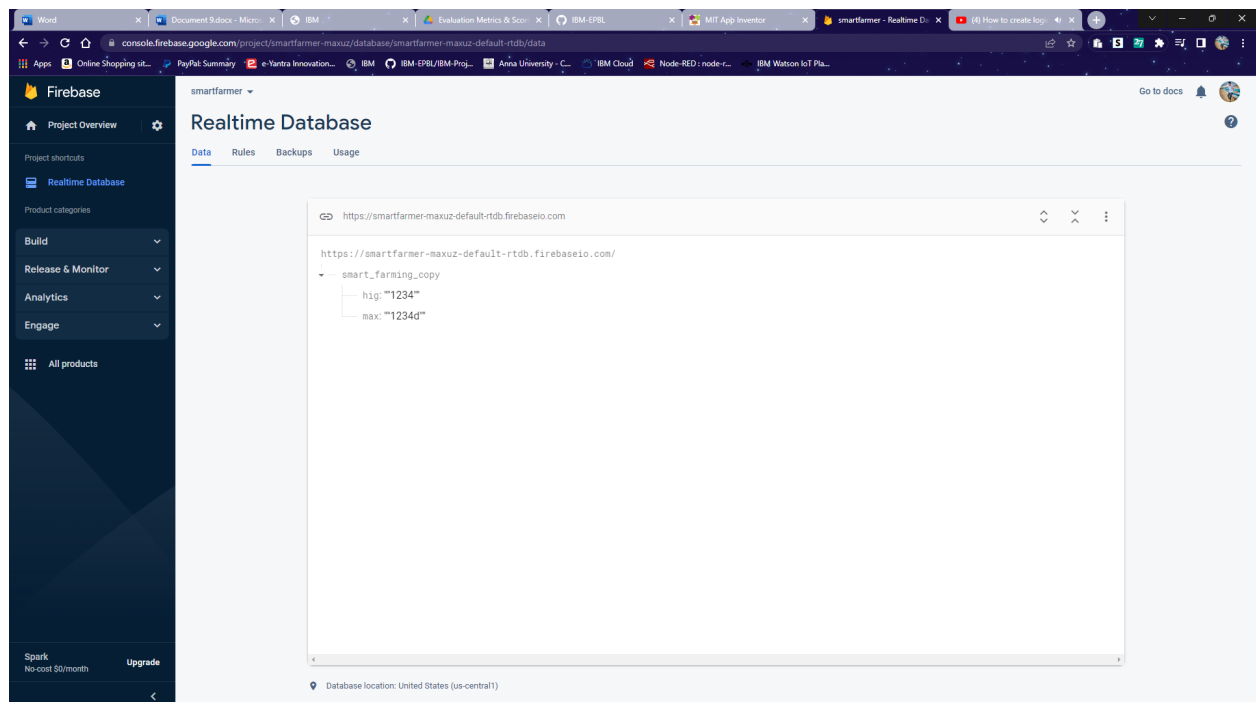 Word
Document 9.docx - Micros
IBM
Evaluation Metrics & Scor
IBM-EPBL
MIT App Inventor
smartfarmer - Realtime Da
(4) How to create logi
console.firebase.google.com/project/smartfarmer-maxuz/database/smartfarmer-maxuz-default-rtdb/data
Apps
Online Shopping sit...
PayPal: Summary
e-Yantra Innovation...
IBM
IBM-EPBL/IBM-Proj...
Anna University - C...
IBM Cloud
Node-RED : node-r...
IBM Watson IoT Pla...
Firebase
smartfarmer
Go to docs
Project Overview
Realtime Database
Data
Rules
Backups
Usage
Project shortcuts
Realtime Database
Product categories
Build
Release & Monitor
Analytics
Engage
All products
https://smartfarmer-maxuz-default-rtdb.firebaseio.com
https://smartfarmer-maxuz-default-rtdb.firebaseio.com/
smart_farming_copy
hig: ""1234""
max: ""1234d""
Spark
No-cost $0/month
Upgrade
Database location: United States (us-central1)